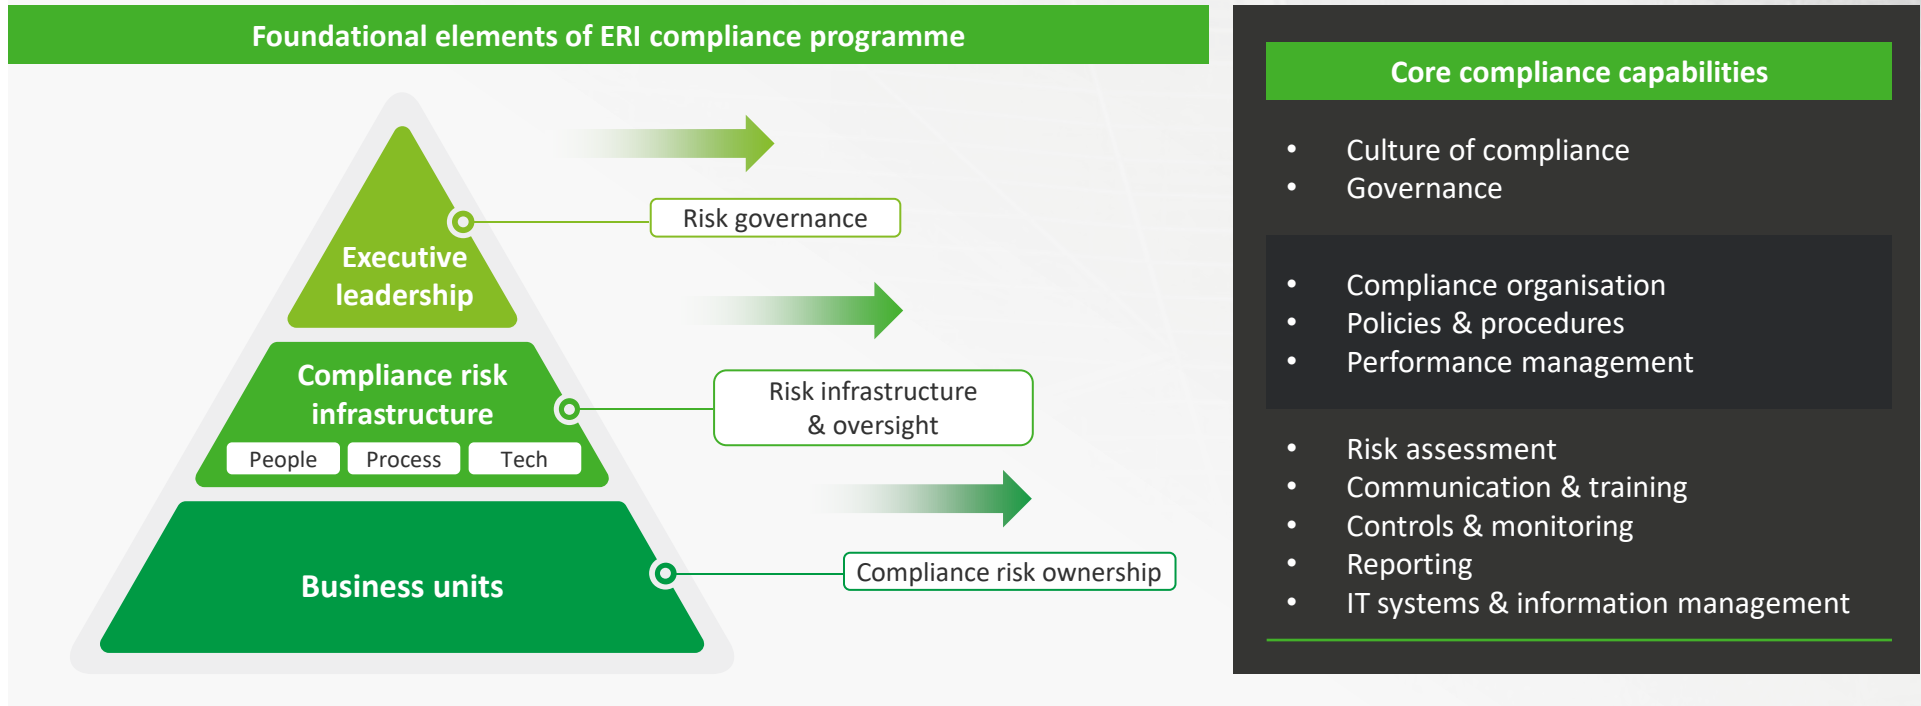 Foundational elements of ERI compliance programme
Executive
leadership
Risk governance
Compliance risk
infrastructure
People
Process
Tech
Risk infrastructure
& oversight
Business units
Compliance risk ownership
Core compliance capabilities
• Culture of compliance
• Governance
• Compliance organisation
• Policies & procedures
• Performance management
• Risk assessment
• Communication & training
• Controls & monitoring
• Reporting
• IT systems & information management